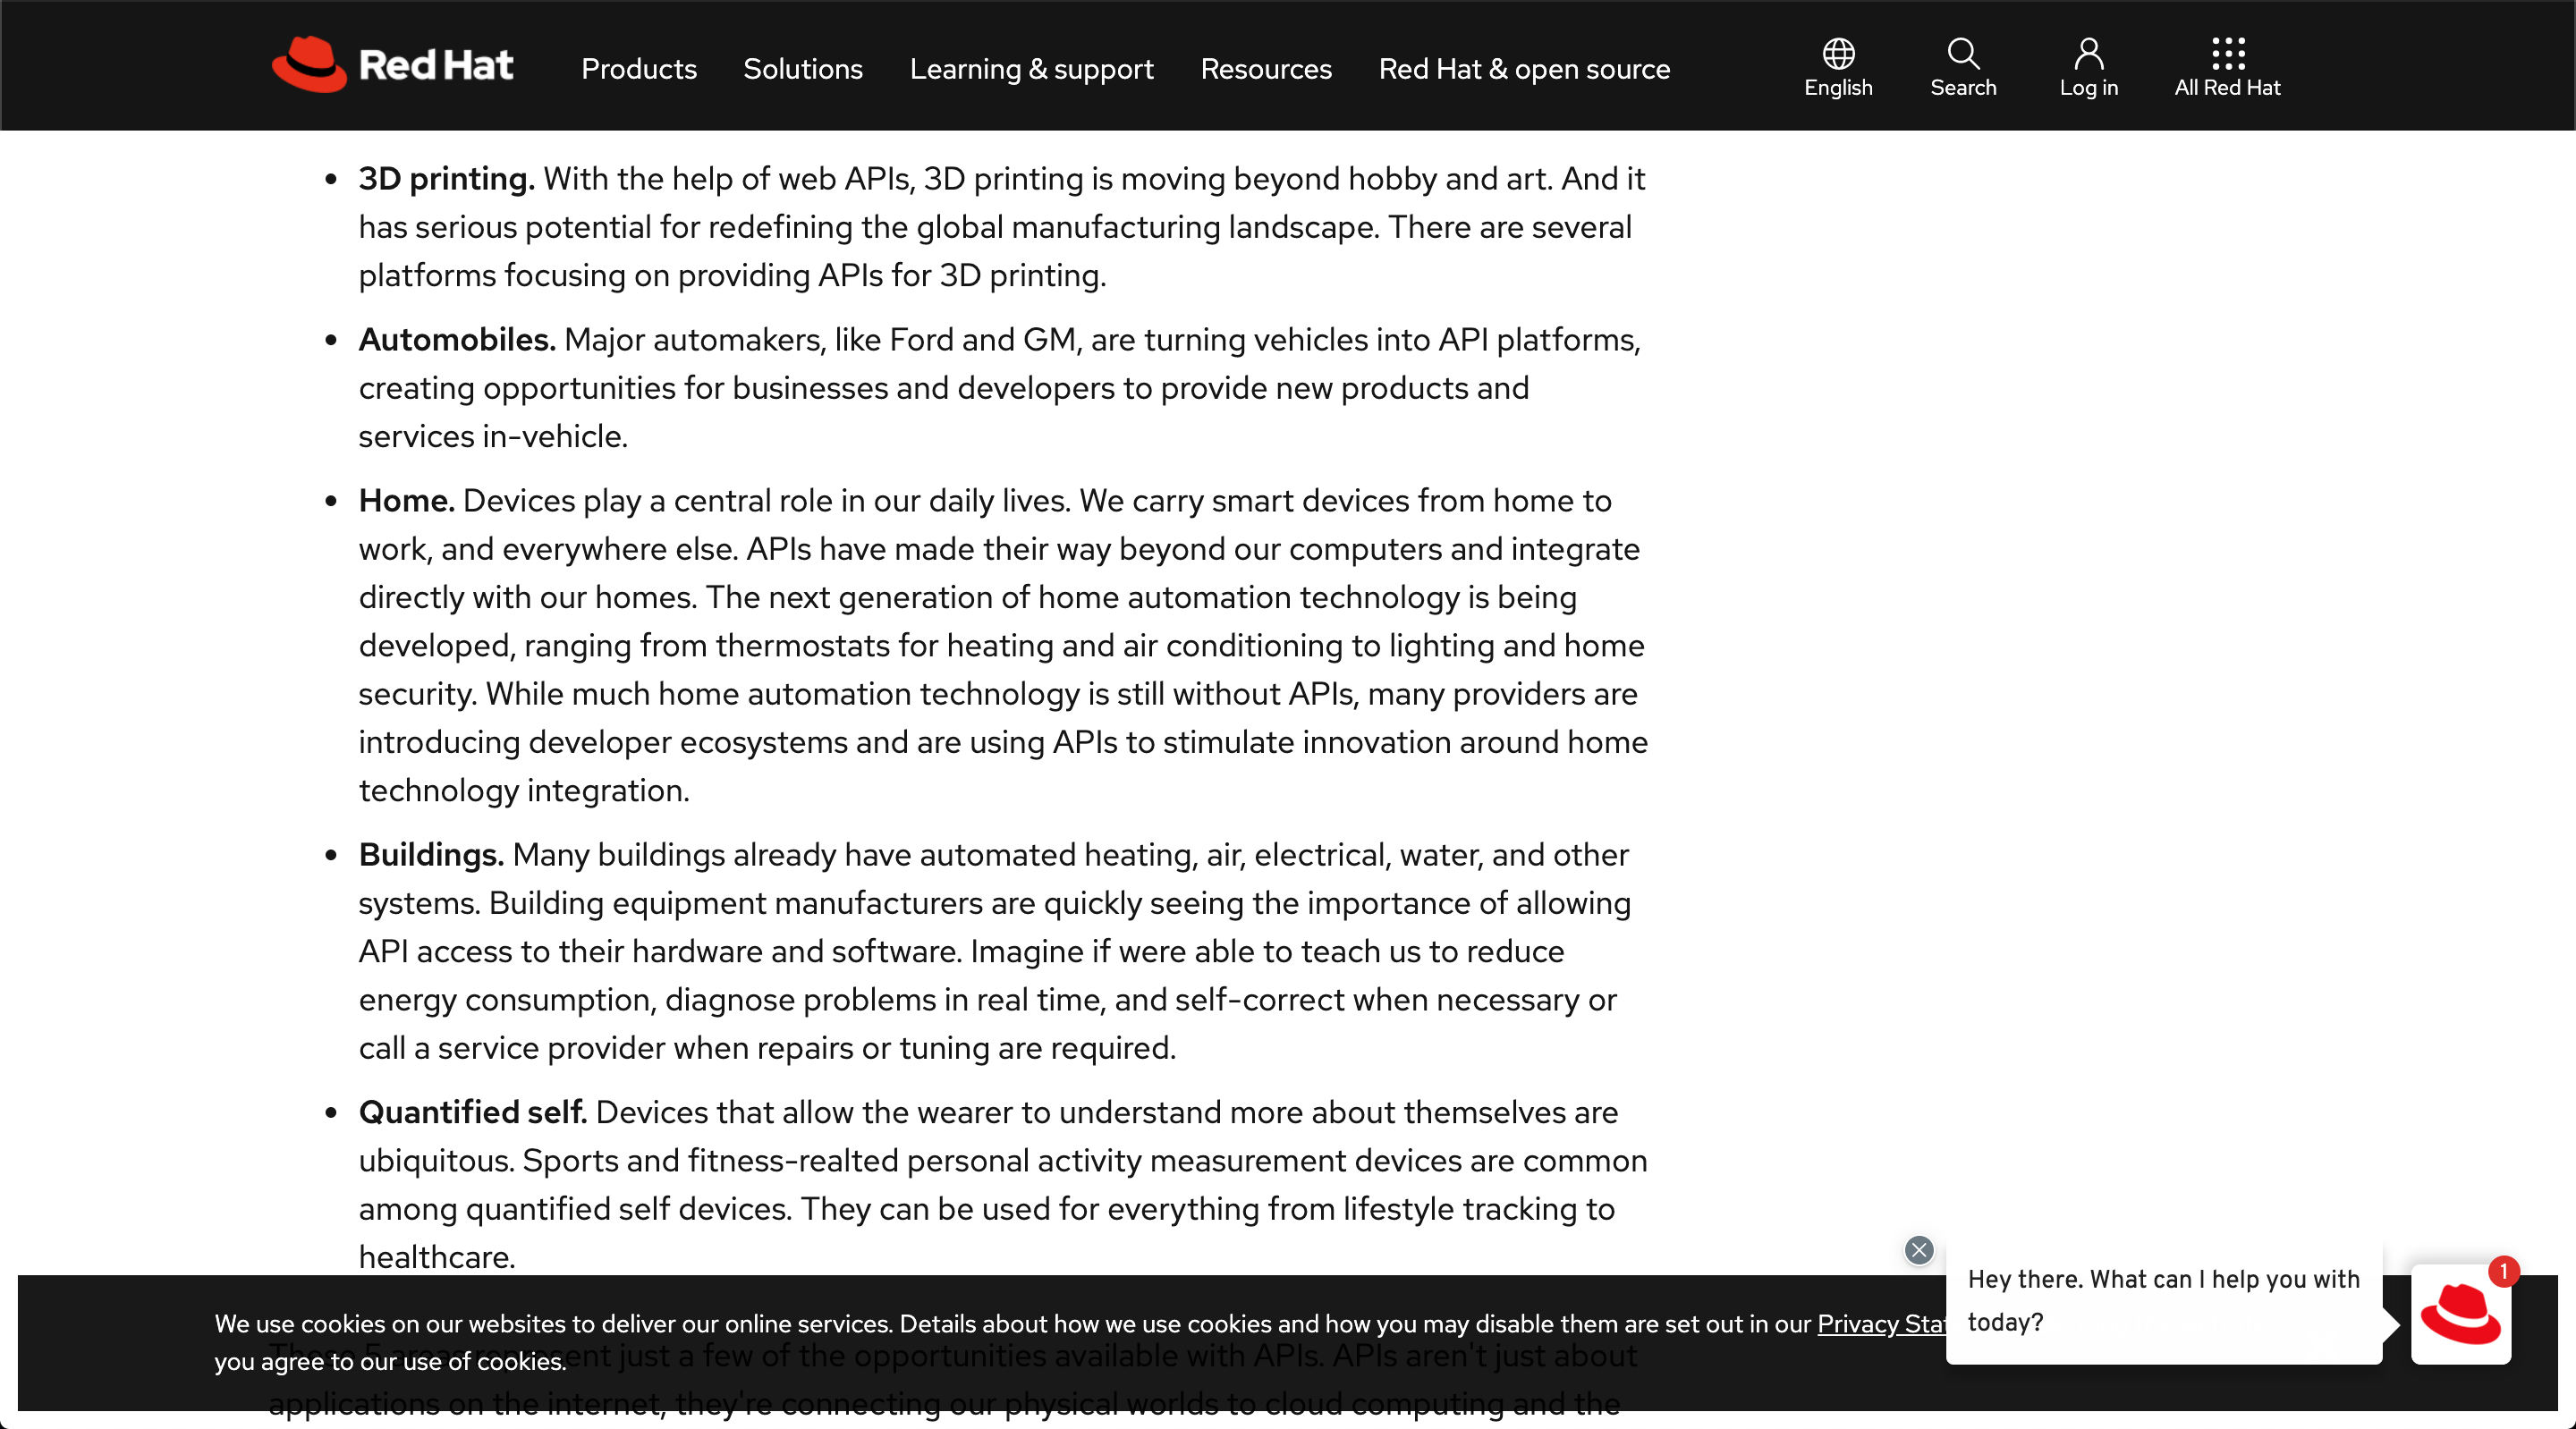 Red Hat
Products
Solutions
Learning & support
Resources
Red Hat & open source
English
Search
Log in
All Red Hat
• 3D printing. With the help of web APIs, 3D printing is moving beyond hobby and art. And it
has serious potential for redefining the global manufacturing landscape. There are several
platforms focusing on providing APIs for 3D printing.
• Automobiles. Major automakers, like Ford and GM, are turning vehicles into API platforms,
creating opportunities for businesses and developers to provide new products and
services in-vehicle.
• Home. Devices play a central role in our daily lives. We carry smart devices from home to
work, and everywhere else. APIs have made their way beyond our computers and integrate
directly with our homes. The next generation of home automation technology is being
developed, ranging from thermostats for heating and air conditioning to lighting and home
security. While much home automation technology is still without APIs, many providers are
introducing developer ecosystems and are using APIs to stimulate innovation around home
technology integration.
• Buildings. Many buildings already have automated heating, air, electrical, water, and other
systems. Building equipment manufacturers are quickly seeing the importance of allowing
API access to their hardware and software. Imagine if were able to teach us to reduce
energy consumption, diagnose problems in real time, and self-correct when necessary or
call a service provider when repairs or tuning are required.
• Quantified self. Devices that allow the wearer to understand more about themselves are
ubiquitous. Sports and fitness-realted personal activity measurement devices are common
among quantified self devices. They can be used for everything from lifestyle tracking to
healthcare.
We use cookies on our websites to deliver our online services. Details about how we use cookies and how you may disable them are set out in our Privacy Stat
you agree to our use of cookies.
These 5 areas represent just a few of the opportunities available with APIs. APIs aren't just about
applications on the internet, they're connecting our physical worlds to cloud computing and the
Hey there. What can I help you with
today?
1